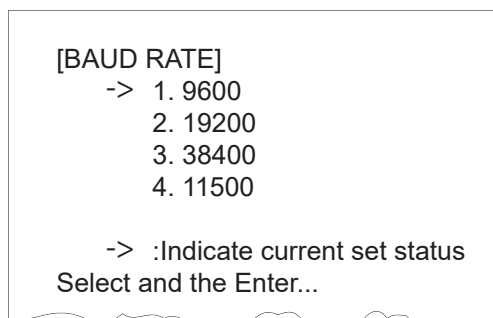 [BAUD RATE]
-> 1. 9600
2. 19200
3. 38400
4. 11500
-> :Indicate current set status
Select and the Enter...